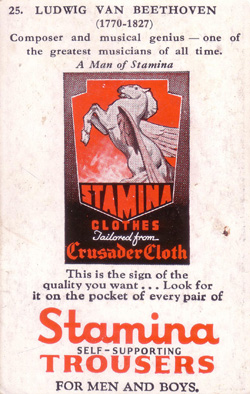 25. LUDWIG VAN BEETHOVEN
(1770-1827)
Composer and musical genius — one of
the greatest musicians of all time.
A Man of Stamina
STAMINA
CLOTHES
Tailored from
Crusader Cloth
This is the sign of the
quality you want . . . Look for
it on the pocket of every pair of
Stamina
SELF-SUPPORTING
TROUSERS
FOR MEN AND BOYS.